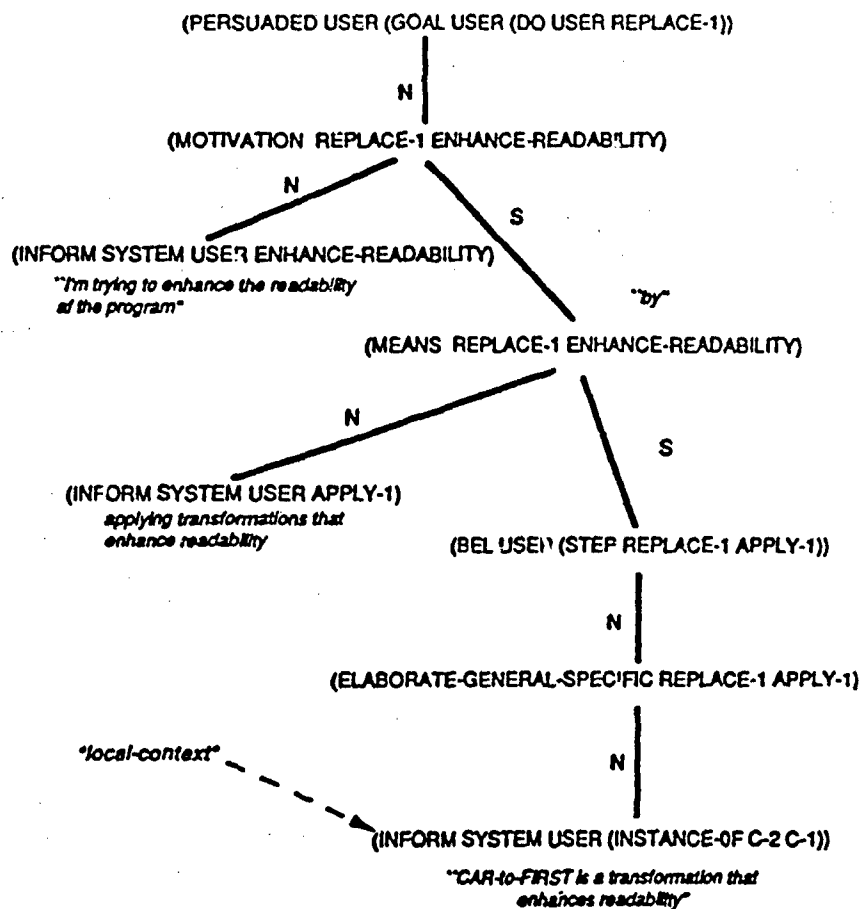 (PERSUADED USER (GOAL USER (DO USER REPLACE-1))
N
(MOTIVATION REPLACE-1 ENHANCE-READABILITY)
N
S
(INFORM SYSTEM USER ENHANCE-READABILITY)
"I'm trying to enhance the readability
of the program"
"by"
(MEANS REPLACE-1 ENHANCE-READABILITY)
N
S
(INFORM SYSTEM USER APPLY-1)
applying transformations that
enhance readability
(BEL USER (STEP REPLACE-1 APPLY-1))
N
(ELABORATE-GENERAL-SPECIFIC REPLACE-1 APPLY-1)
*local-context*
N
(INFORM SYSTEM USER (INSTANCE-OF C-2 C-1))
"CAR-to-FIRST is a transformation that
enhances readability"